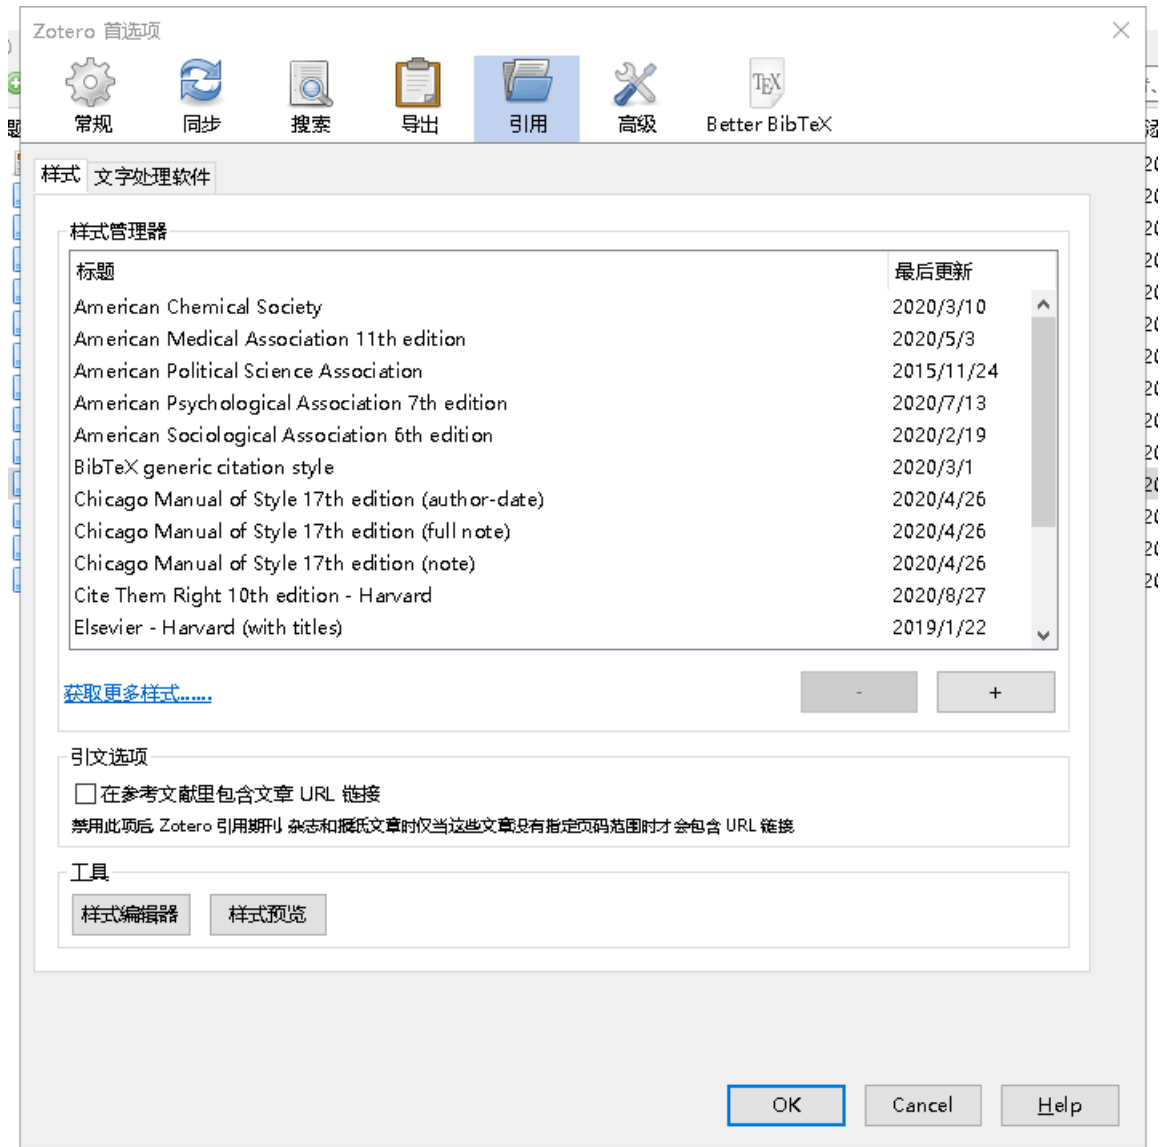 Zotero 首选项
常规 同步 搜索 导出 引用 高级 Better BibTeX
样式 文字处理软件
样式管理器
标题 最后更新
American Chemical Society 2020/3/10
American Medical Association 11th edition 2020/5/3
American Political Science Association 2015/11/24
American Psychological Association 7th edition 2020/7/13
American Sociological Association 6th edition 2020/2/19
BibTeX generic citation style 2020/3/1
Chicago Manual of Style 17th edition (author-date) 2020/4/26
Chicago Manual of Style 17th edition (full note) 2020/4/26
Chicago Manual of Style 17th edition (note) 2020/4/26
Cite Them Right 10th edition - Harvard 2020/8/27
Elsevier - Harvard (with titles) 2019/1/22
获取更多样式...... - +
引文选项
在参考文献里包含文章 URL 链接
禁用此项后, Zotero 引用期刊, 杂志和报纸文章时仅当这些文章没有指定页码范围时才会包含 URL 链接
工具
样式编辑器 样式预览
OK Cancel Help